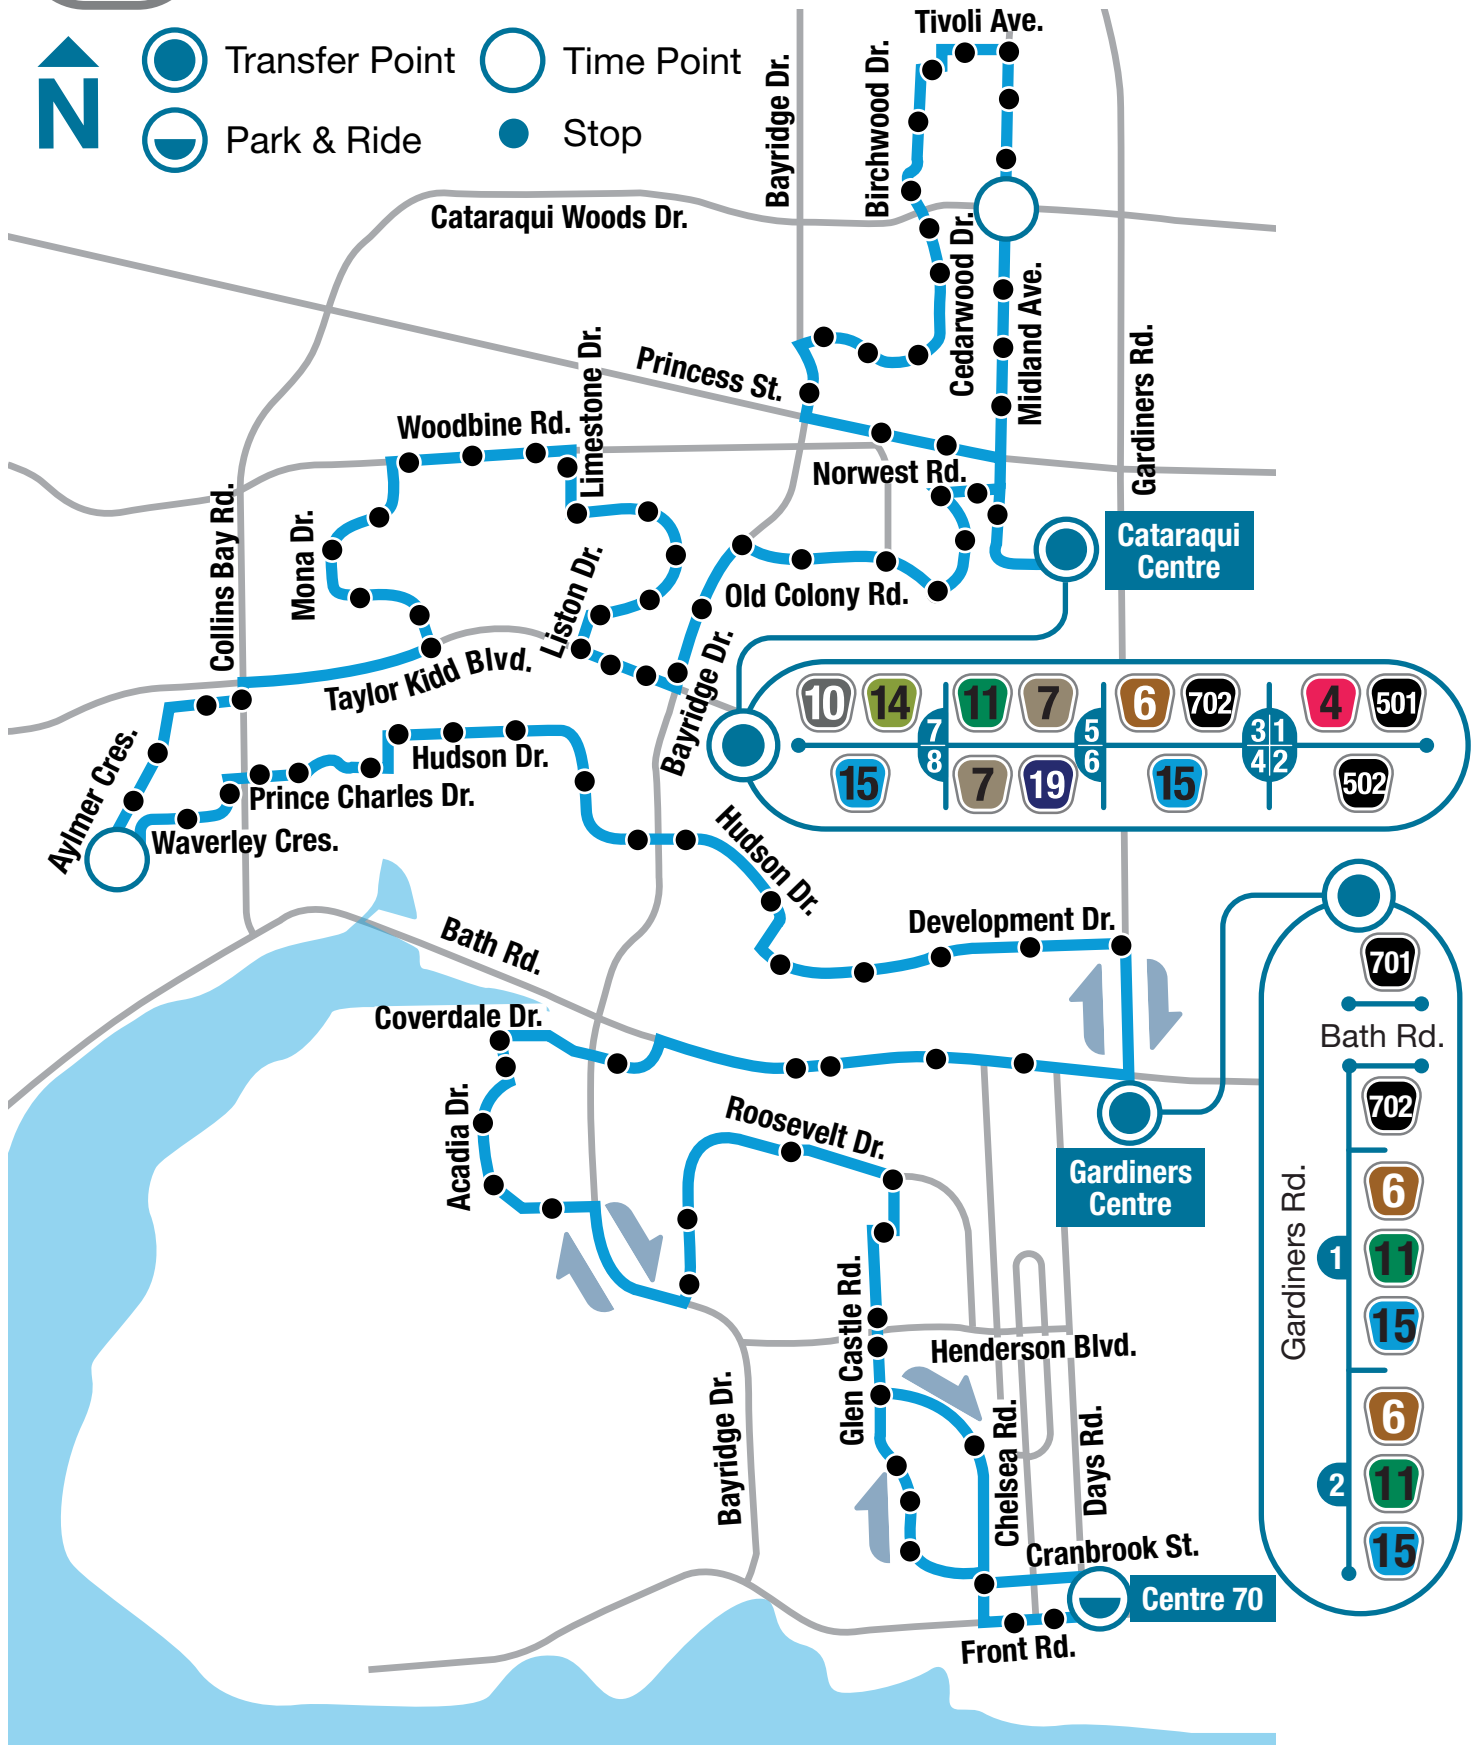 Tivoli Ave.
N
Transfer Point
Time Point
Park & Ride
Stop
Bayridge Dr.
Birchwood Dr.
Cataraqui Woods Dr.
Cedarwood Dr.
Midland Ave.
Gardiners Rd.
Princess St.
Limestone Dr.
Woodbine Rd.
Norwest Rd.
Collins Bay Rd.
Mona Dr.
Cataraqui
Centre
Liston Dr.
Old Colony Rd.
Taylor Kidd Blvd.
Bayridge Dr.
10
14
11
7
6
702
4
501
7
8
5
6
3
1
4
2
15
7
19
15
502
Aylmer Cres.
Hudson Dr.
Prince Charles Dr.
Waverley Cres.
Hudson Dr.
Development Dr.
Bath Rd.
Coverdale Dr.
701
Bath Rd.
702
Acadia Dr.
Roosevelt Dr.
Gardiners
Centre
Gardiners Rd.
6
1
11
15
Glen Castle Rd.
Henderson Blvd.
Bayridge Dr.
Chelsea Rd.
Days Rd.
6
2
11
15
Cranbrook St.
Centre 70
Front Rd.